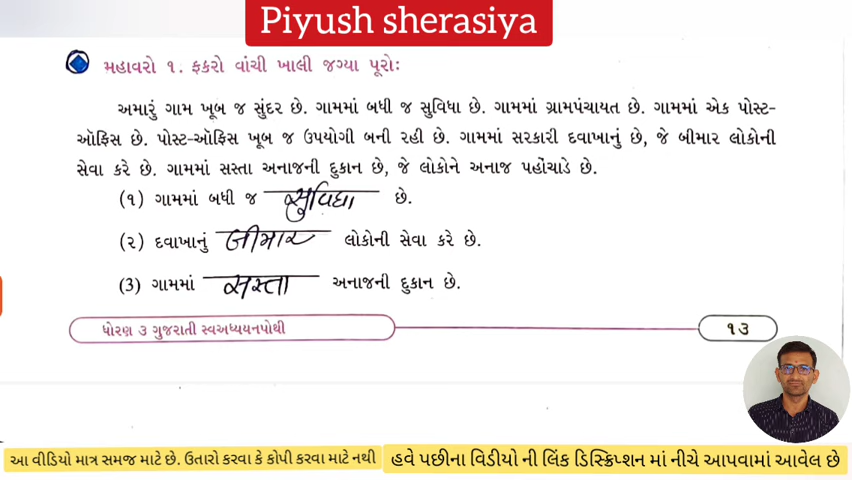 Piyush sherasiya
મહાવરો ૧. ફકરો વાંચી ખાલી જગ્યા પૂરો:
અમારું ગામ ખૂબ જ સુંદર છે. ગામમાં બધી જ સુવિધા છે. ગામમાં ગ્રામપંચાયત છે. ગામમાં એક પોસ્ટ-
ઑફિસ છે. પોસ્ટ-ઑફિસ ખૂબ જ ઉપયોગી બની રહી છે. ગામમાં સરકારી દવાખાનું છે, જે બીમાર લોકોની
સેવા કરે છે. ગામમાં સસ્તા અનાજની દુકાન છે, જે લોકોને અનાજ પહોંચાડે છે.
(૧) ગામમાં બધી જ સુવિધા છે.
(૨) દવાખાનું બીમાર લોકોની સેવા કરે છે.
(3) ગામમાં સસ્તા અનાજની દુકાન છે.
ધોરણ ૩ ગુજરાતી સ્વઅધ્યયનપોથી ૧૩
આ વીડિયો માત્ર સમજ માટે છે. ઉતારો કરવા કે કોપી કરવા માટે નથી
હવે પછીના વિડીયો ની લિંક ડિસ્ક્રિપ્શન માં નીચે આપવામાં આવેલ છે